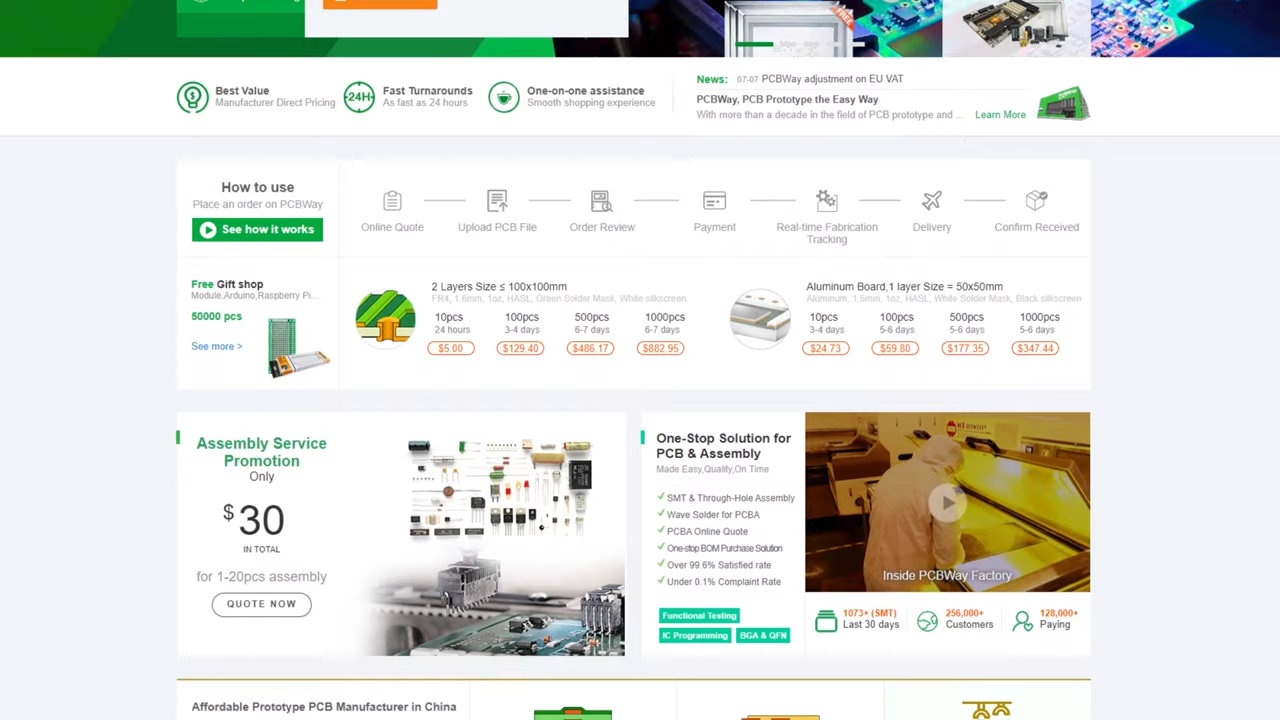 FREE
Best Value
Manufacturer Direct Pricing
24H
Fast Turnarounds
As fast as 24 hours
One-on-one assistance
Smooth shopping experience
News: 07-07 PCBWay adjustment on EU VAT
PCBWay, PCB Prototype the Easy Way
With more than a decade in the field of PCB prototype and ... Learn More
How to use
Place an order on PCBWay
See how it works
Online Quote
Upload PCB File
Order Review
Payment
Real-time Fabrication
Tracking
Delivery
Confirm Received
Free Gift shop
Module,Arduino,Raspberry Pi...
50000 pcs
See more >
2 Layers Size ≤ 100x100mm
FR4, 1.6mm, 1oz, HASL, Green Solder Mask, White silkscreen
10pcs 100pcs 500pcs 1000pcs
24 hours 3-4 days 6-7 days 6-7 days
$5.00 $129.40 $486.17 $882.95
Aluminum Board,1 layer Size = 50x50mm
Aluminum, 1.6mm, 1oz, HASL, White Solder Mask, Black silkscreen
10pcs 100pcs 500pcs 1000pcs
3-4 days 5-6 days 5-6 days 5-6 days
$24.73 $59.80 $177.35 $347.44
Assembly Service
Promotion
Only
$30
IN TOTAL
for 1-20pcs assembly
QUOTE NOW
One-Stop Solution for
PCB & Assembly
Made Easy,Quality,On Time
SMT & Through-Hole Assembly
Wave Solder for PCBA
PCBA Online Quote
One-stop BOM Purchase Solution
Over 99.6% Satisfied rate
Under 0.1% Complaint Rate
Functional Testing
IC Programming BGA & QFN
Inside PCBWay Factory
1073+ (SMT)
Last 30 days
256,000+
Customers
128,000+
Paying
Affordable Prototype PCB Manufacturer in China